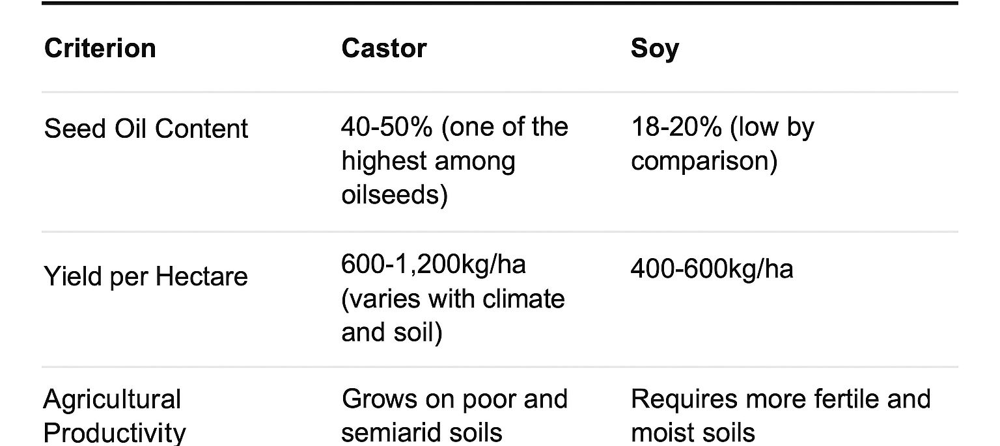 Criterion Castor Soy
Seed Oil Content 40-50% (one of the 18-20% (low by
highest among comparison)
oilseeds)
Yield per Hectare 600-1,200kg/ha 400-600kg/ha
(varies with climate
and soil)
Agricultural Grows on poor and Requires more fertile and
Productivity semiarid soils moist soils